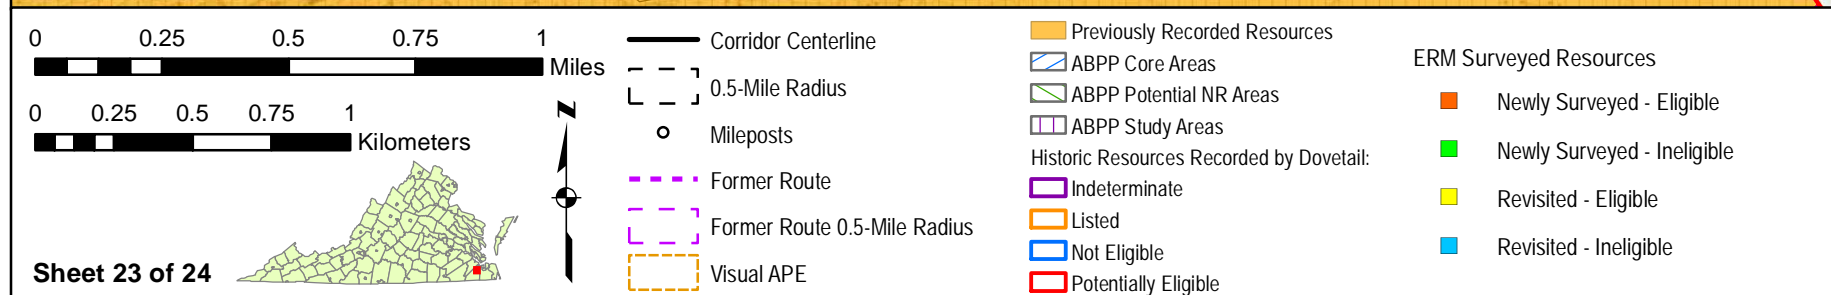 0 0.25 0.5 0.75 1
Miles
0 0.25 0.5 0.75 1
Kilometers
Sheet 23 of 24
N
Corridor Centerline
0.5-Mile Radius
Mileposts
Former Route
Former Route 0.5-Mile Radius
Visual APE
Previously Recorded Resources
ABPP Core Areas
ABPP Potential NR Areas
ABPP Study Areas
Historic Resources Recorded by Dovetail:
Indeterminate
Listed
Not Eligible
Potentially Eligible
ERM Surveyed Resources
Newly Surveyed - Eligible
Newly Surveyed - Ineligible
Revisited - Eligible
Revisited - Ineligible